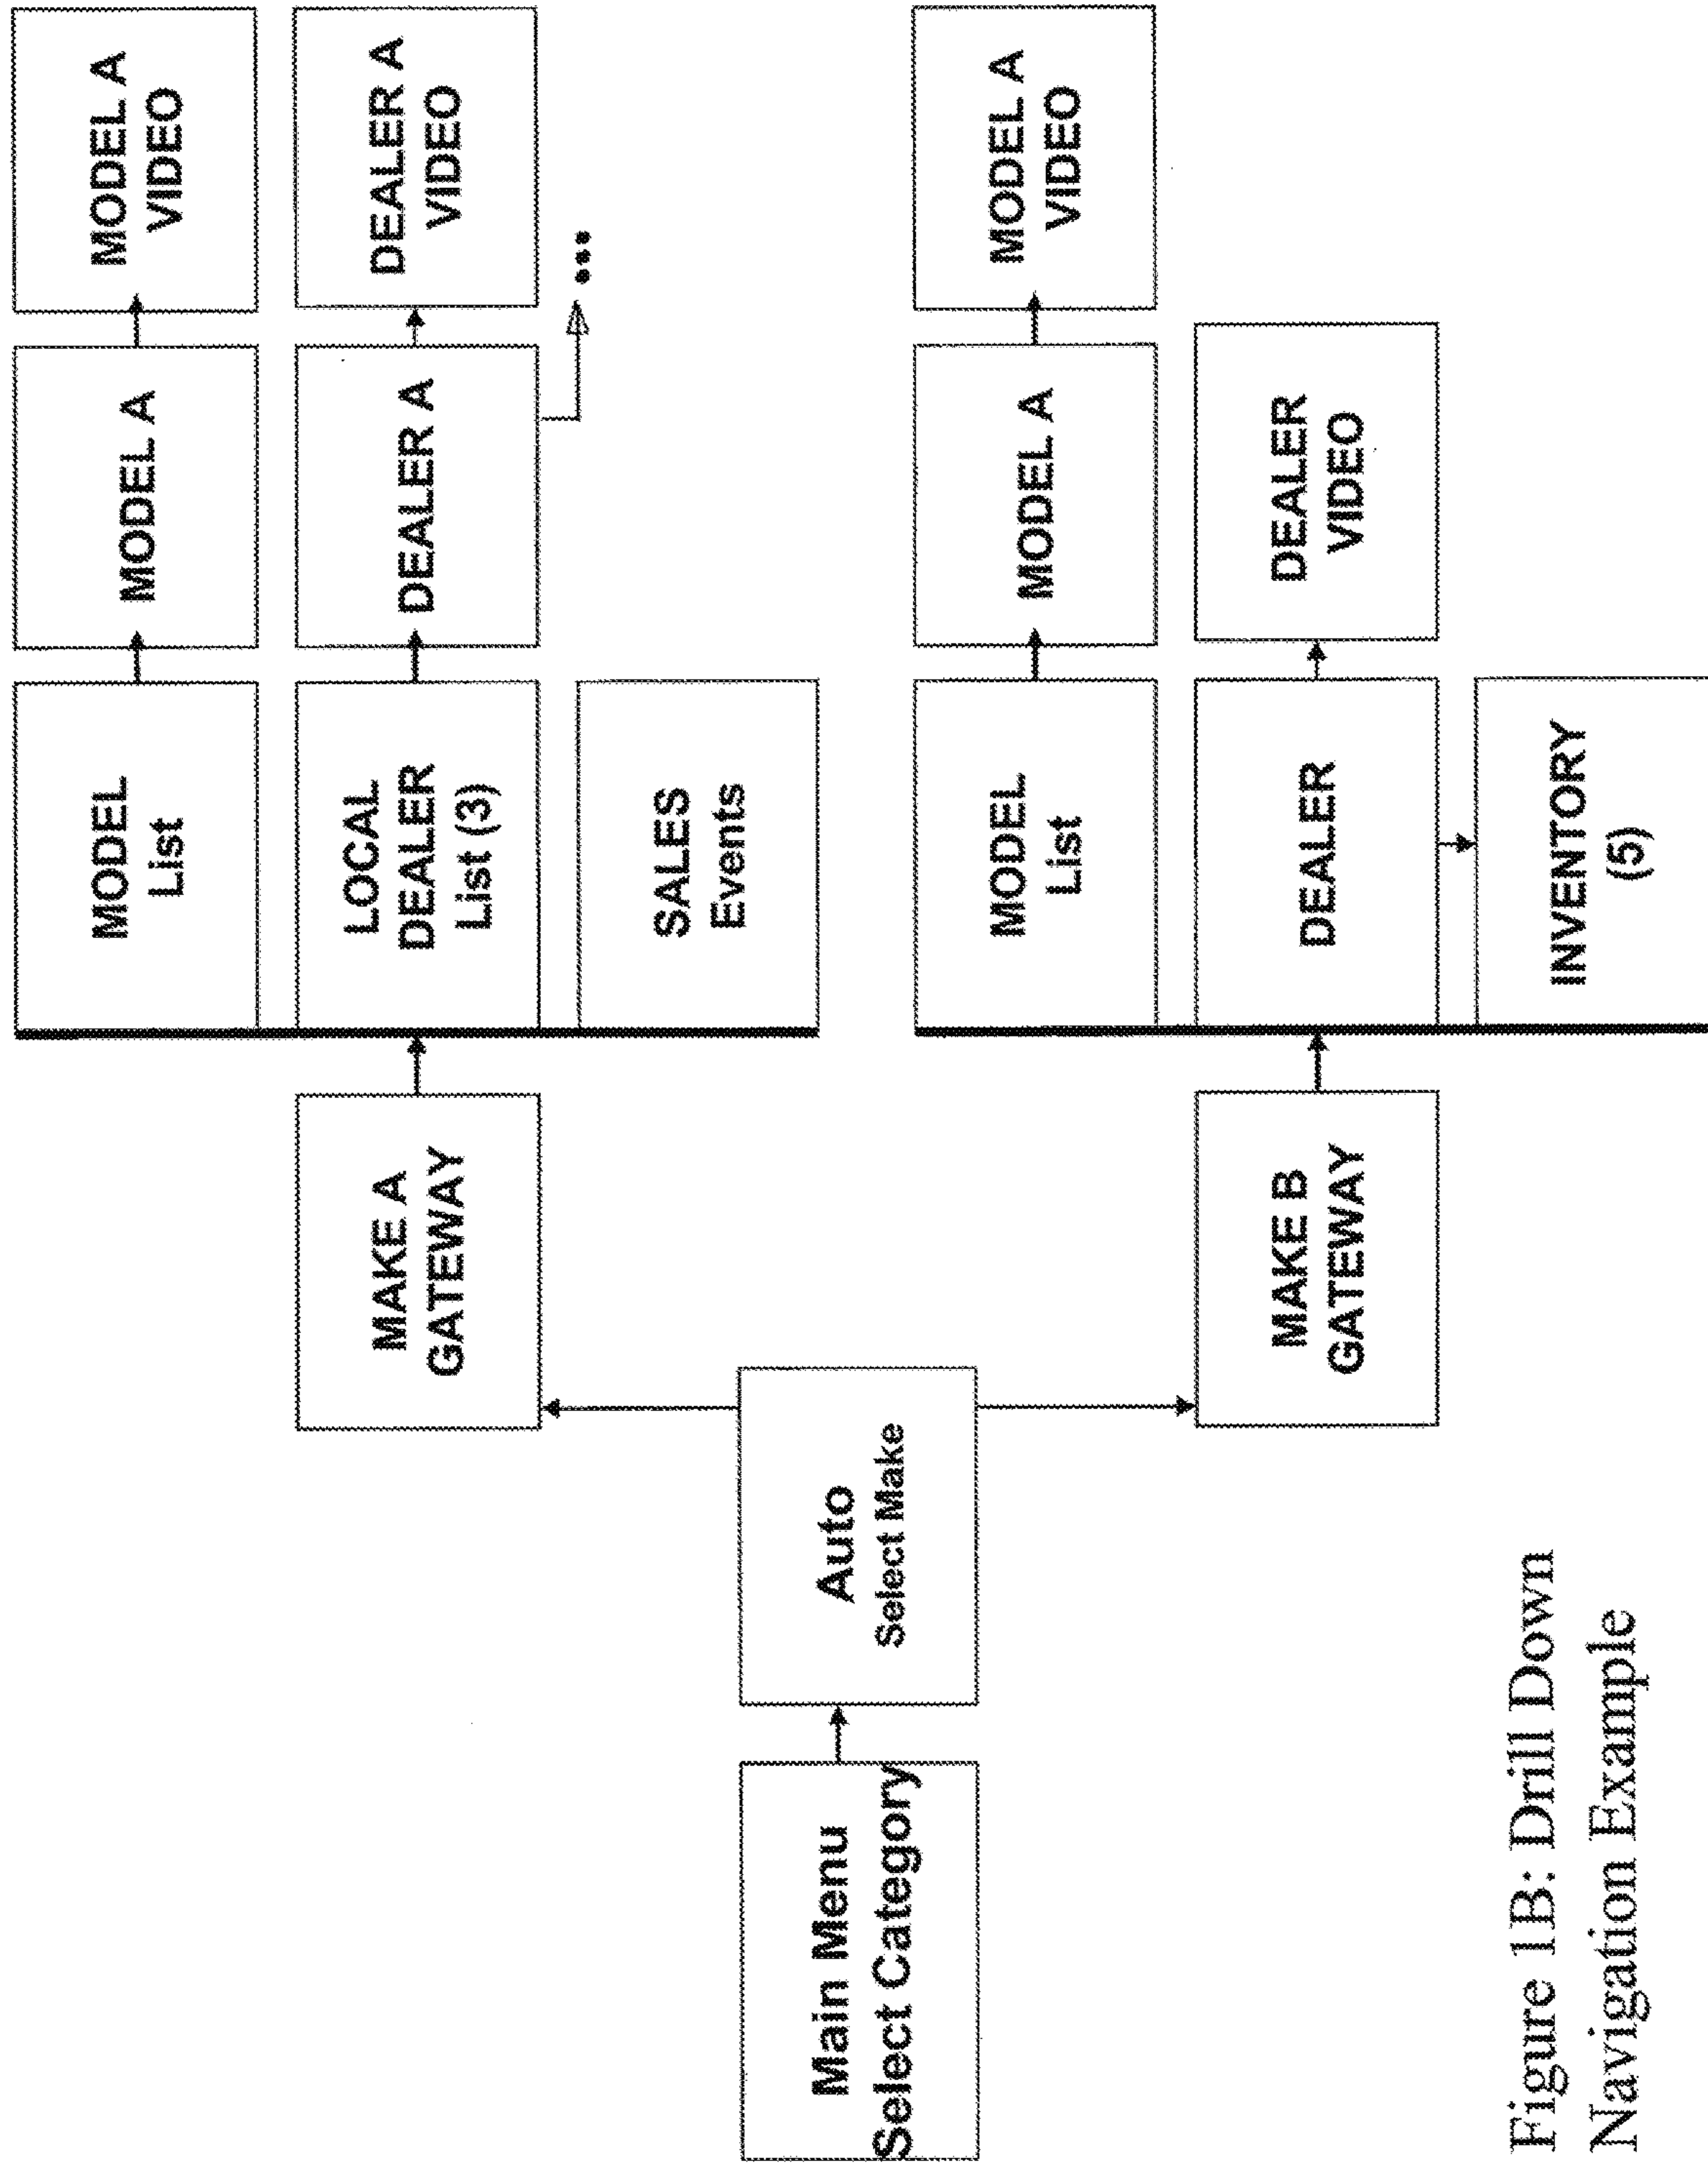 Main Menu
Select Category
Auto
Select Make
MAKE A
GATEWAY
MODEL
List
MODEL A
MODEL A
VIDEO
LOCAL
DEALER
List (3)
DEALER A
DEALER A
VIDEO
•••
SALES
Events
MAKE B
GATEWAY
MODEL
List
MODEL A
MODEL A
VIDEO
DEALER
DEALER
VIDEO
INVENTORY
(5)
Figure 1B: Drill Down
Navigation Example